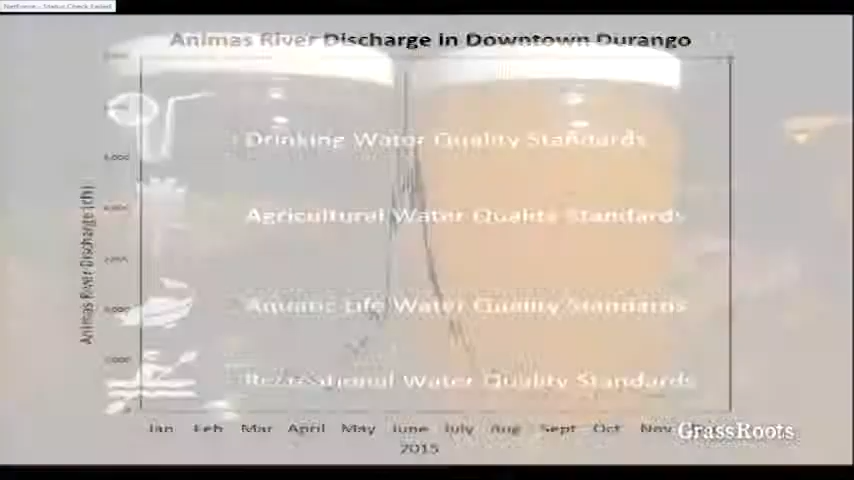 Animas River Discharge in Downtown Durango
Drinking Water Quality Standards
Agricultural Water Quality Standards
Aquatic Life Water Quality Standards
Recreational Water Quality Standards
Animas River Discharge (cfs)
Jan Feb Mar April May June July Aug Sept Oct Nov
2015
GrassRoots